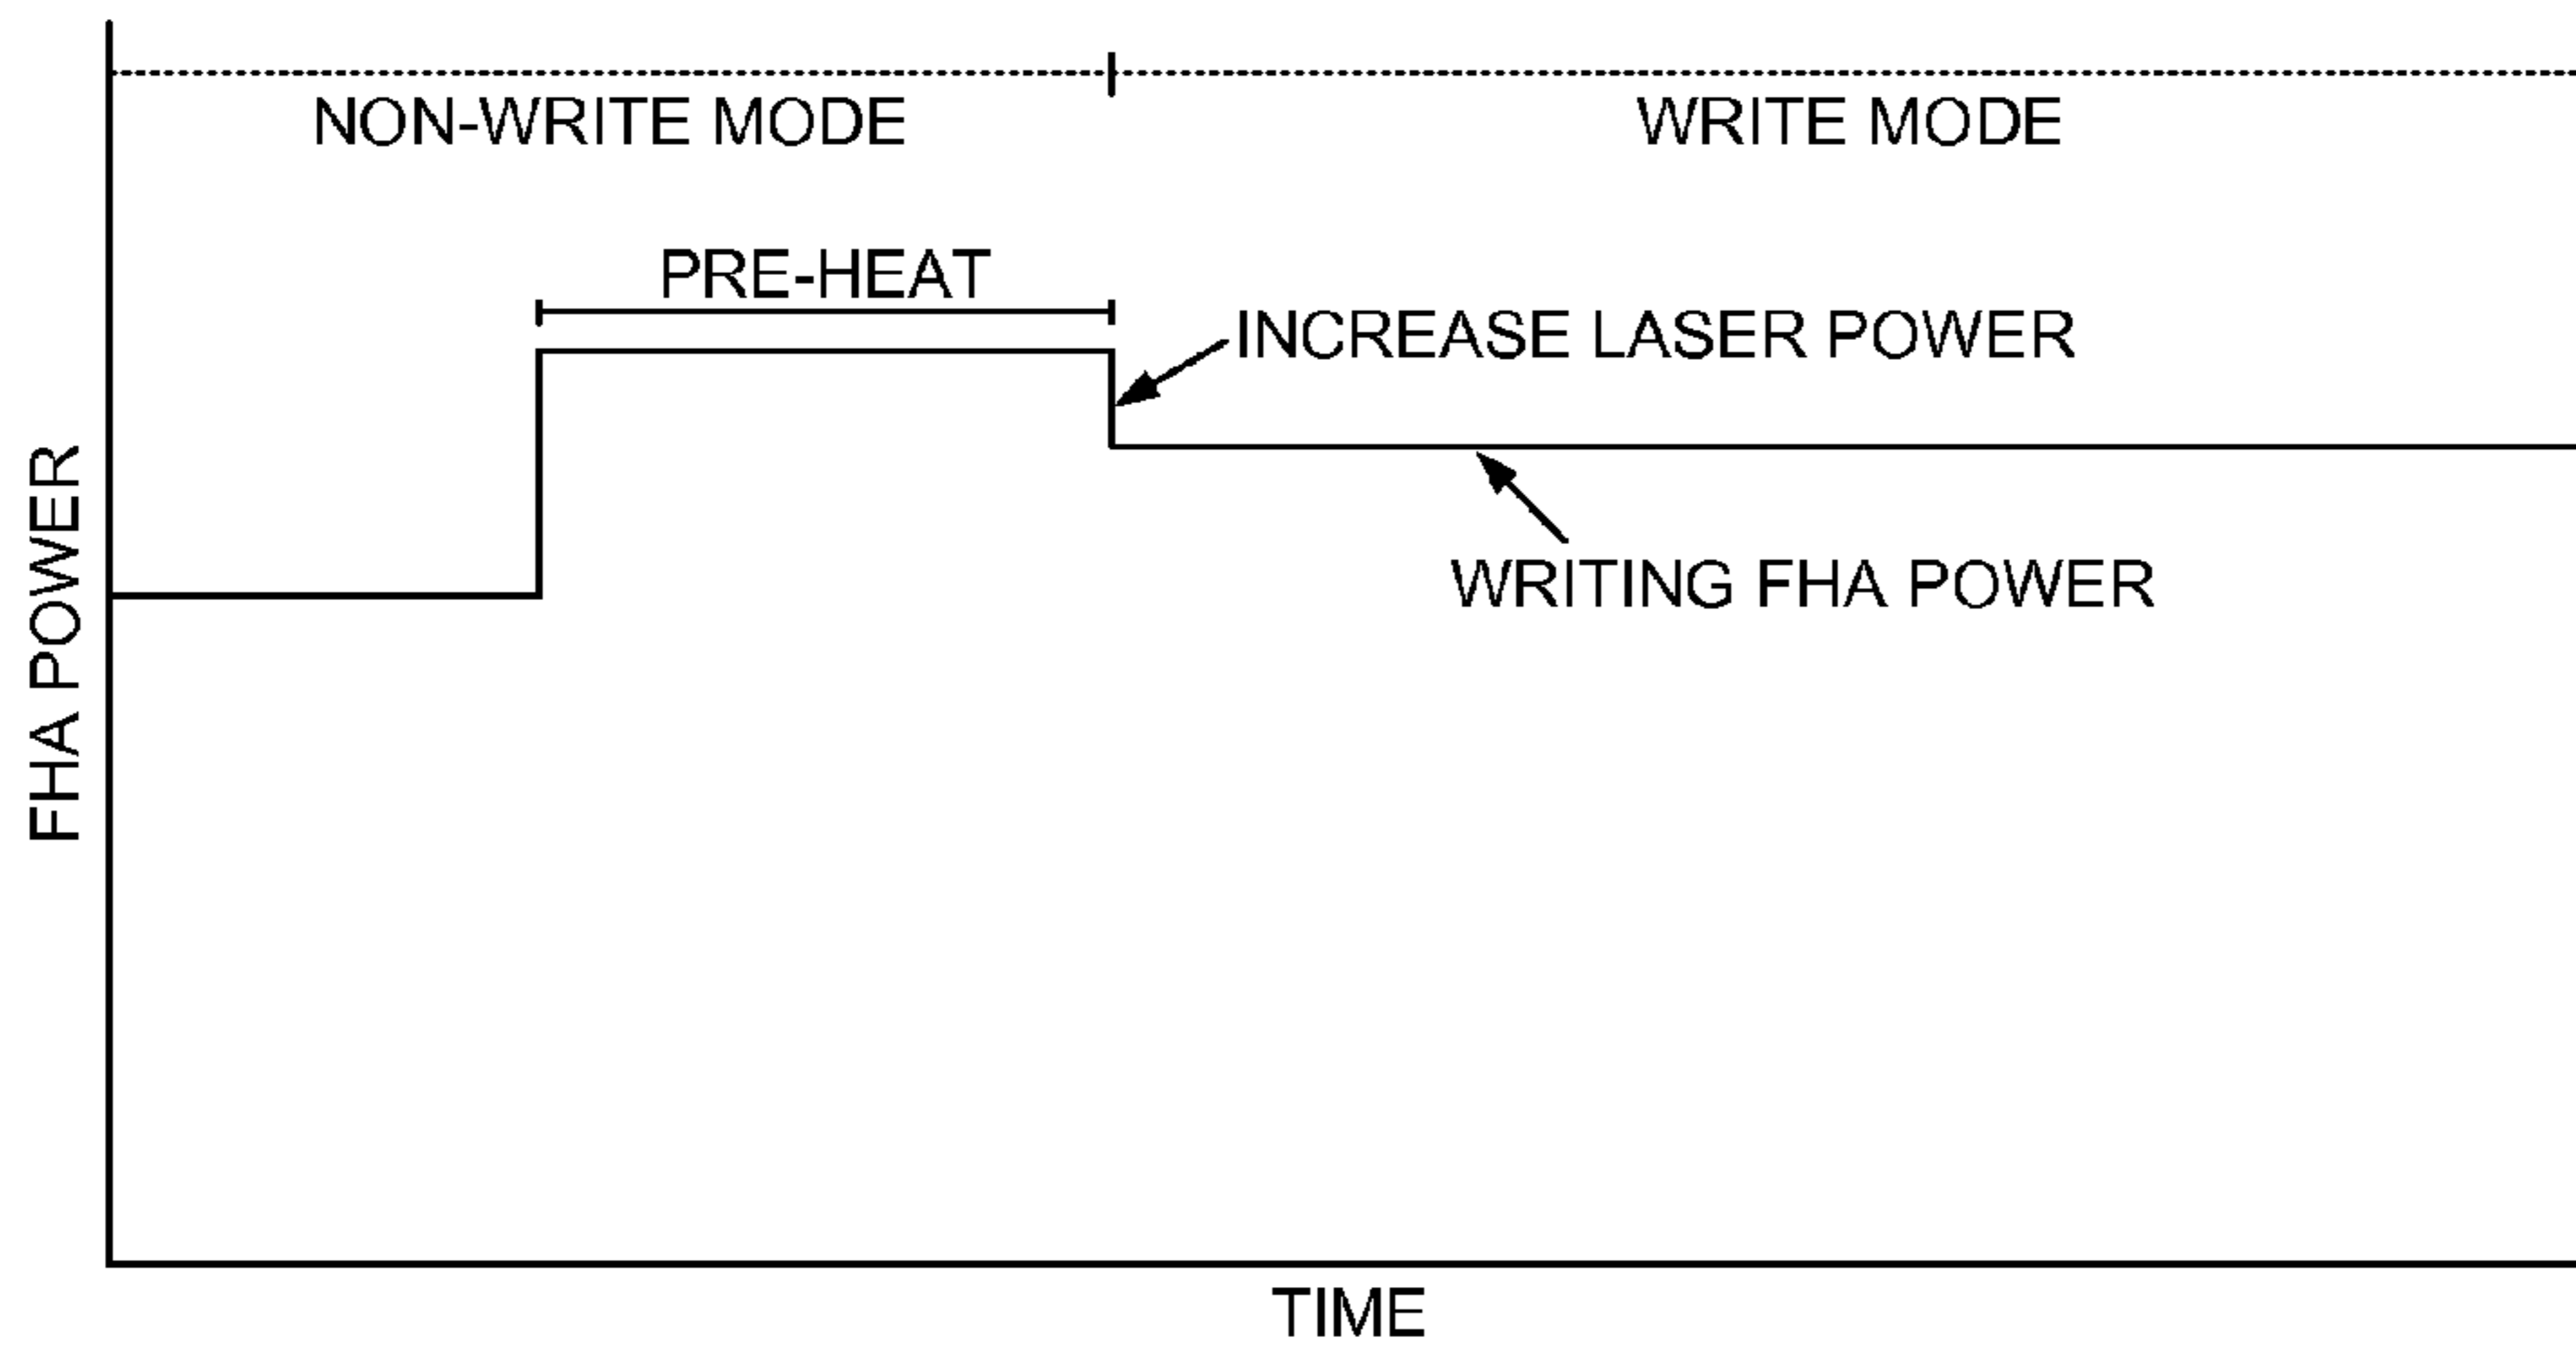 NON-WRITE MODE
WRITE MODE
PRE-HEAT
INCREASE LASER POWER
FHA POWER
WRITING FHA POWER
TIME